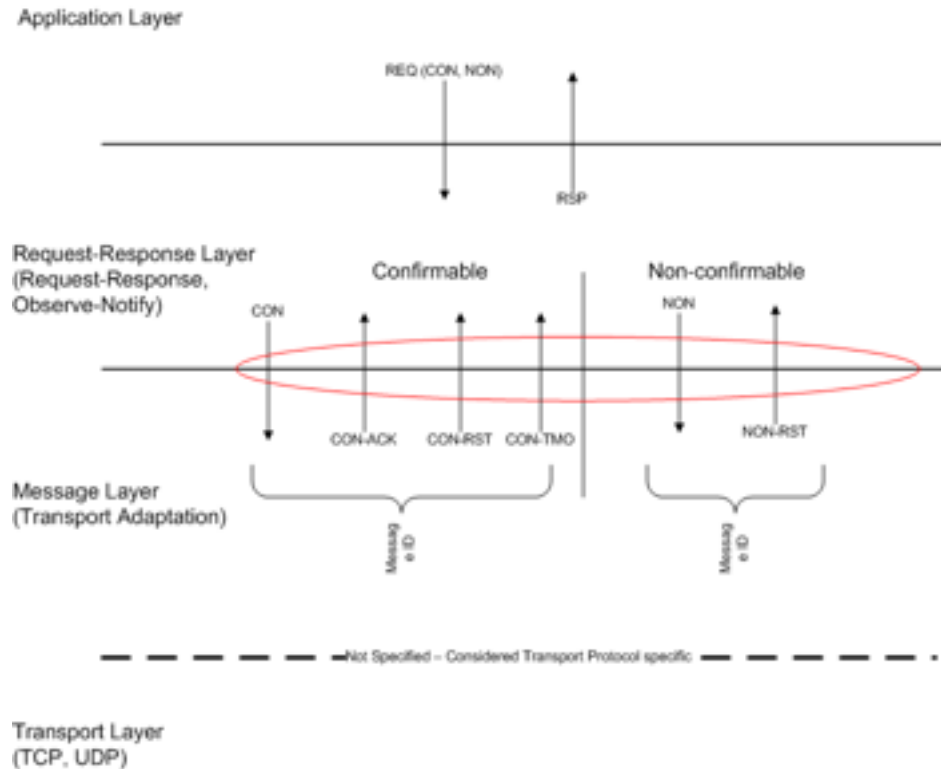 Application Layer
REQ (CON, NON)
RSP
Request-Response Layer
(Request-Response,
Observe-Notify)
Confirmable
Non-confirmable
CON
NON
CON-ACK
CON-RST
CON-TMO
NON-RST
Message Layer
(Transport Adaptation)
Messag
e ID
Messag
e ID
Not Specified – Considered Transport Protocol specific
Transport Layer
(TCP, UDP)